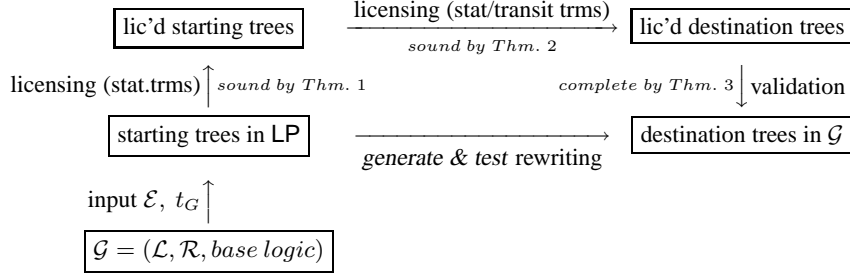 licensing (stat/transit trms)
lic'd starting trees
lic'd destination trees
sound by Thm. 2
licensing (stat.trms)
sound by Thm. 1
complete by Thm. 3
validation
starting trees in LP
destination trees in 𝒢
generate & test rewriting
input ℰ, t_G
𝒢 = (ℒ, ℛ, base logic)